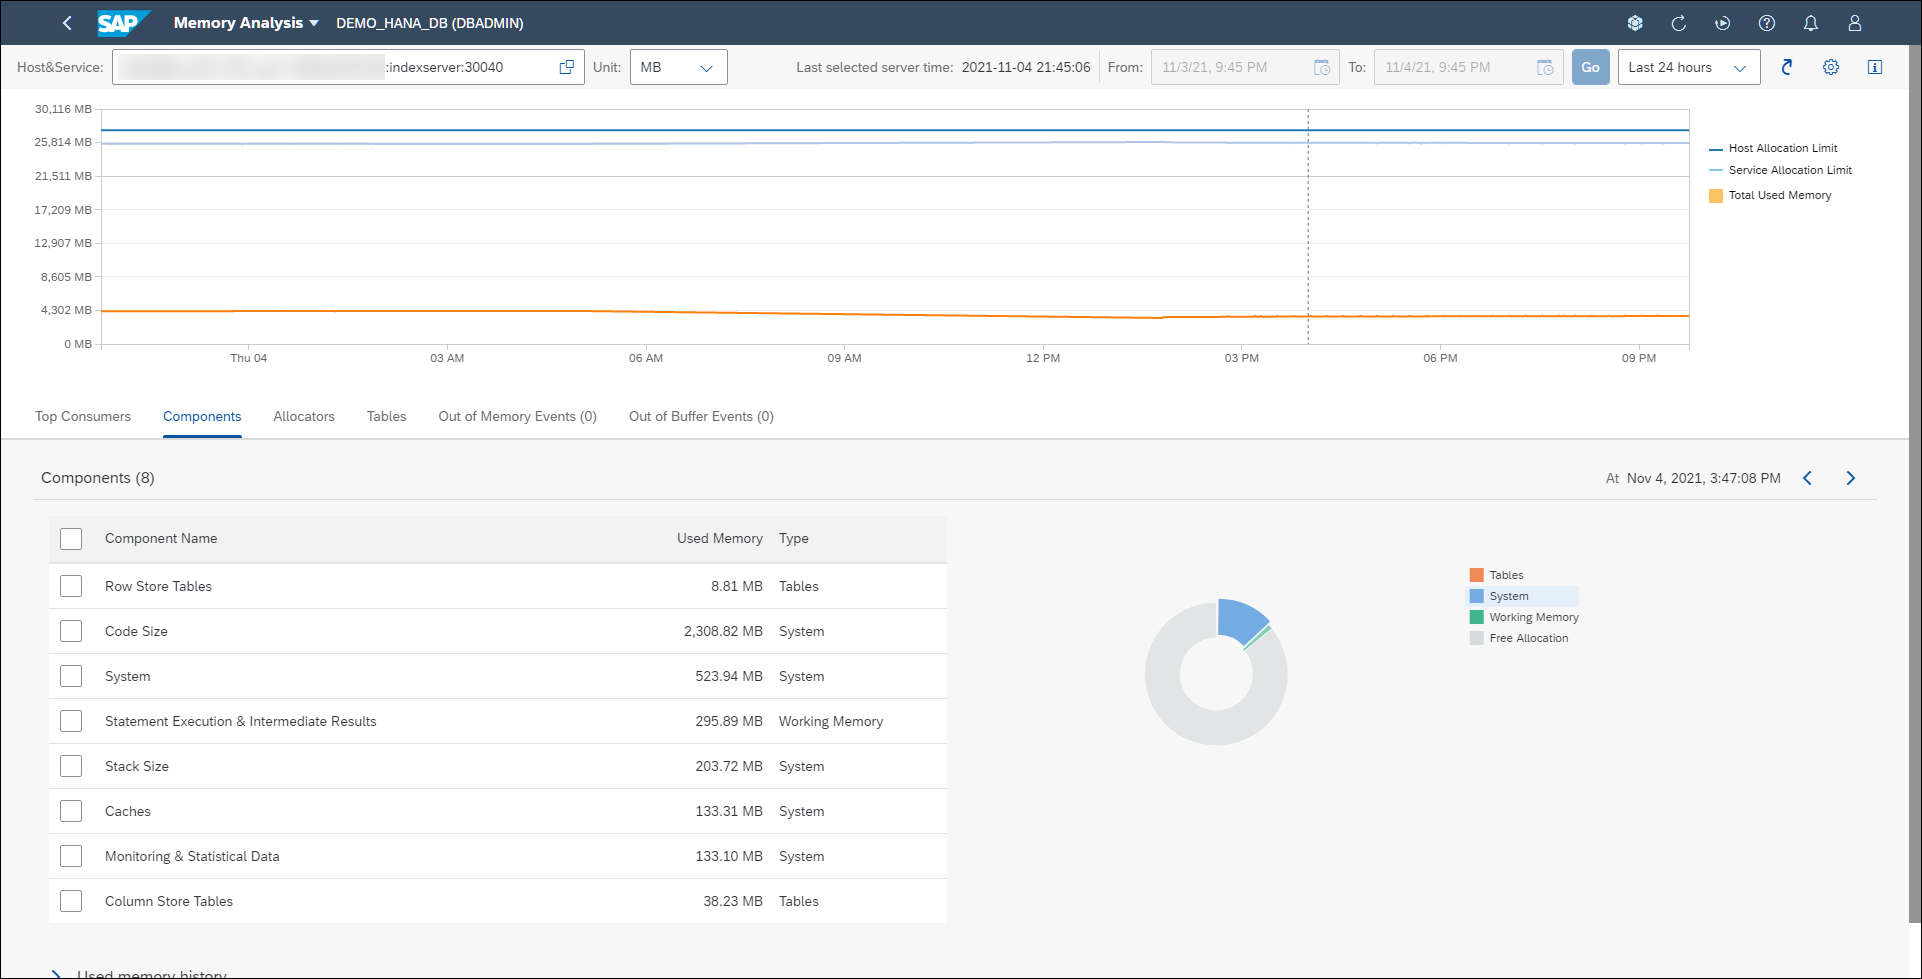 SAP Memory Analysis DEMO_HANA_DB (DBADMIN)
Host&Service: :indexserver:30040 Unit: MB Last selected server time: 2021-11-04 21:45:06 From: 11/3/21, 9:45 PM To: 11/4/21, 9:45 PM Go Last 24 hours
30,116 MB
25,814 MB
21,511 MB
17,209 MB
12,907 MB
8,605 MB
4,302 MB
0 MB
Thu 04 03 AM 06 AM 09 AM 12 PM 03 PM 06 PM 09 PM
Host Allocation Limit
Service Allocation Limit
Total Used Memory
Top Consumers Components Allocators Tables Out of Memory Events (0) Out of Buffer Events (0)
Components (8) At Nov 4, 2021, 3:47:08 PM
Component Name Used Memory Type
Row Store Tables 8.81 MB Tables
Code Size 2,308.82 MB System
System 523.94 MB System
Statement Execution & Intermediate Results 295.89 MB Working Memory
Stack Size 203.72 MB System
Caches 133.31 MB System
Monitoring & Statistical Data 133.10 MB System
Column Store Tables 38.23 MB Tables
Tables
System
Working Memory
Free Allocation
Used memory history